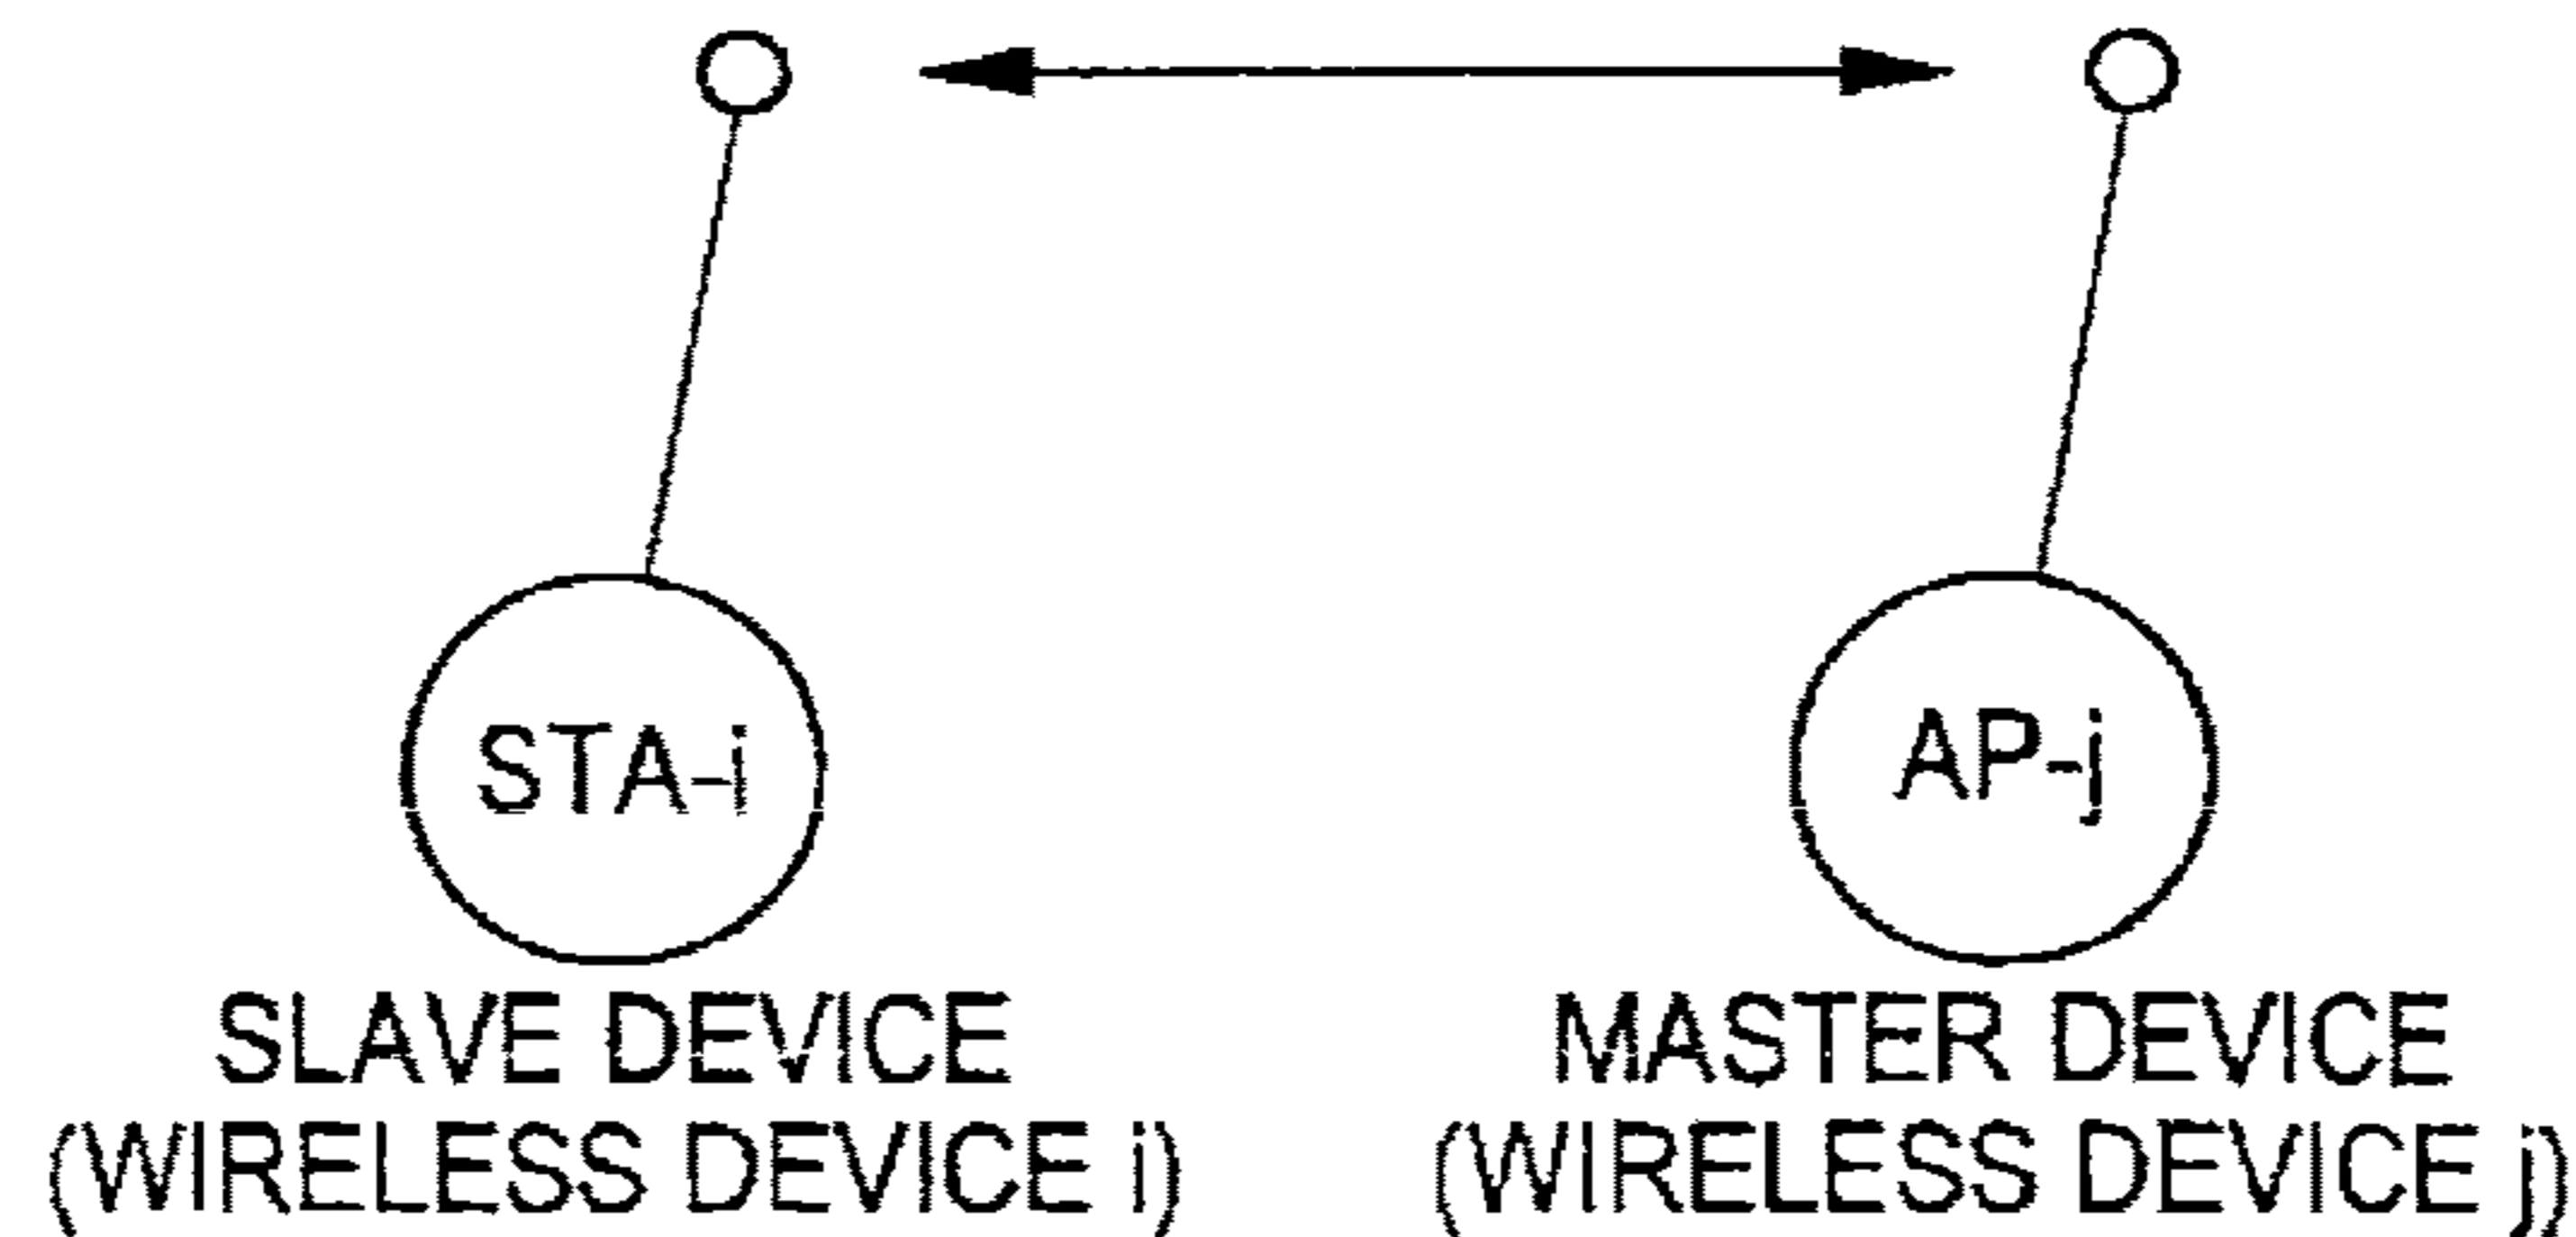 STA-i
AP-j
SLAVE DEVICE
(WIRELESS DEVICE i)
MASTER DEVICE
(WIRELESS DEVICE j)